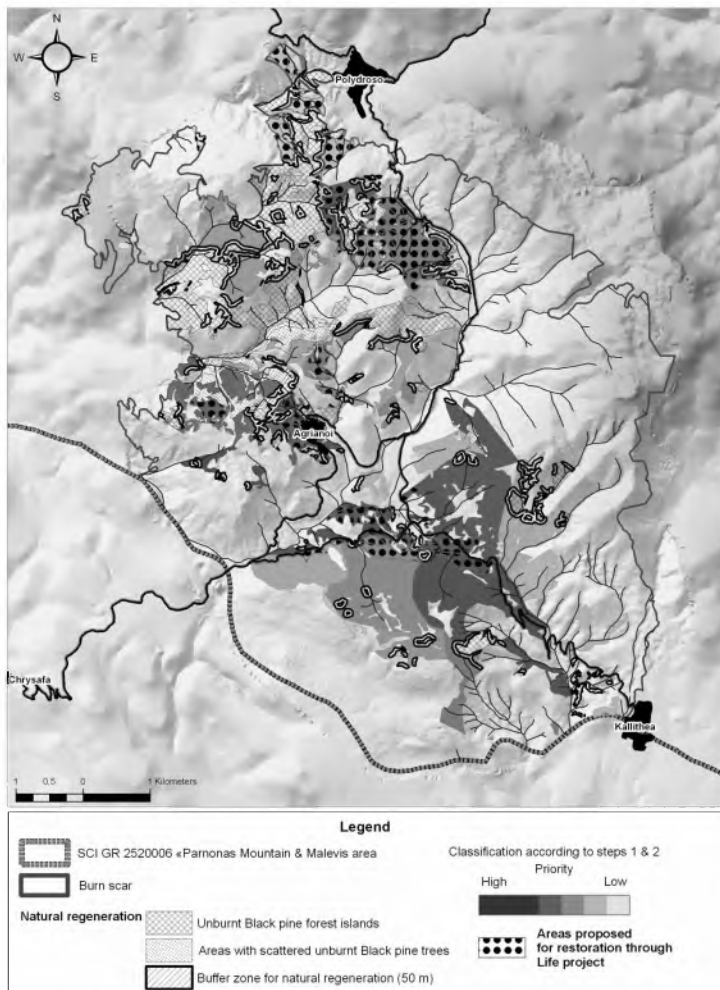 N
W E
S
Polydroso
Agrianoi
Chrysafa
Kallithea
1 0.5 0 1 Kilometers
Legend
SCI GR 2520006 «Parnonas Mountain & Malevis area
Burn scar
Natural regeneration
Unburnt Black pine forest islands
Areas with scattered unburnt Black pine trees
Buffer zone for natural regeneration (50 m)
Classification according to steps 1 & 2
Priority
High Low
Areas proposed
for restoration through
Life project